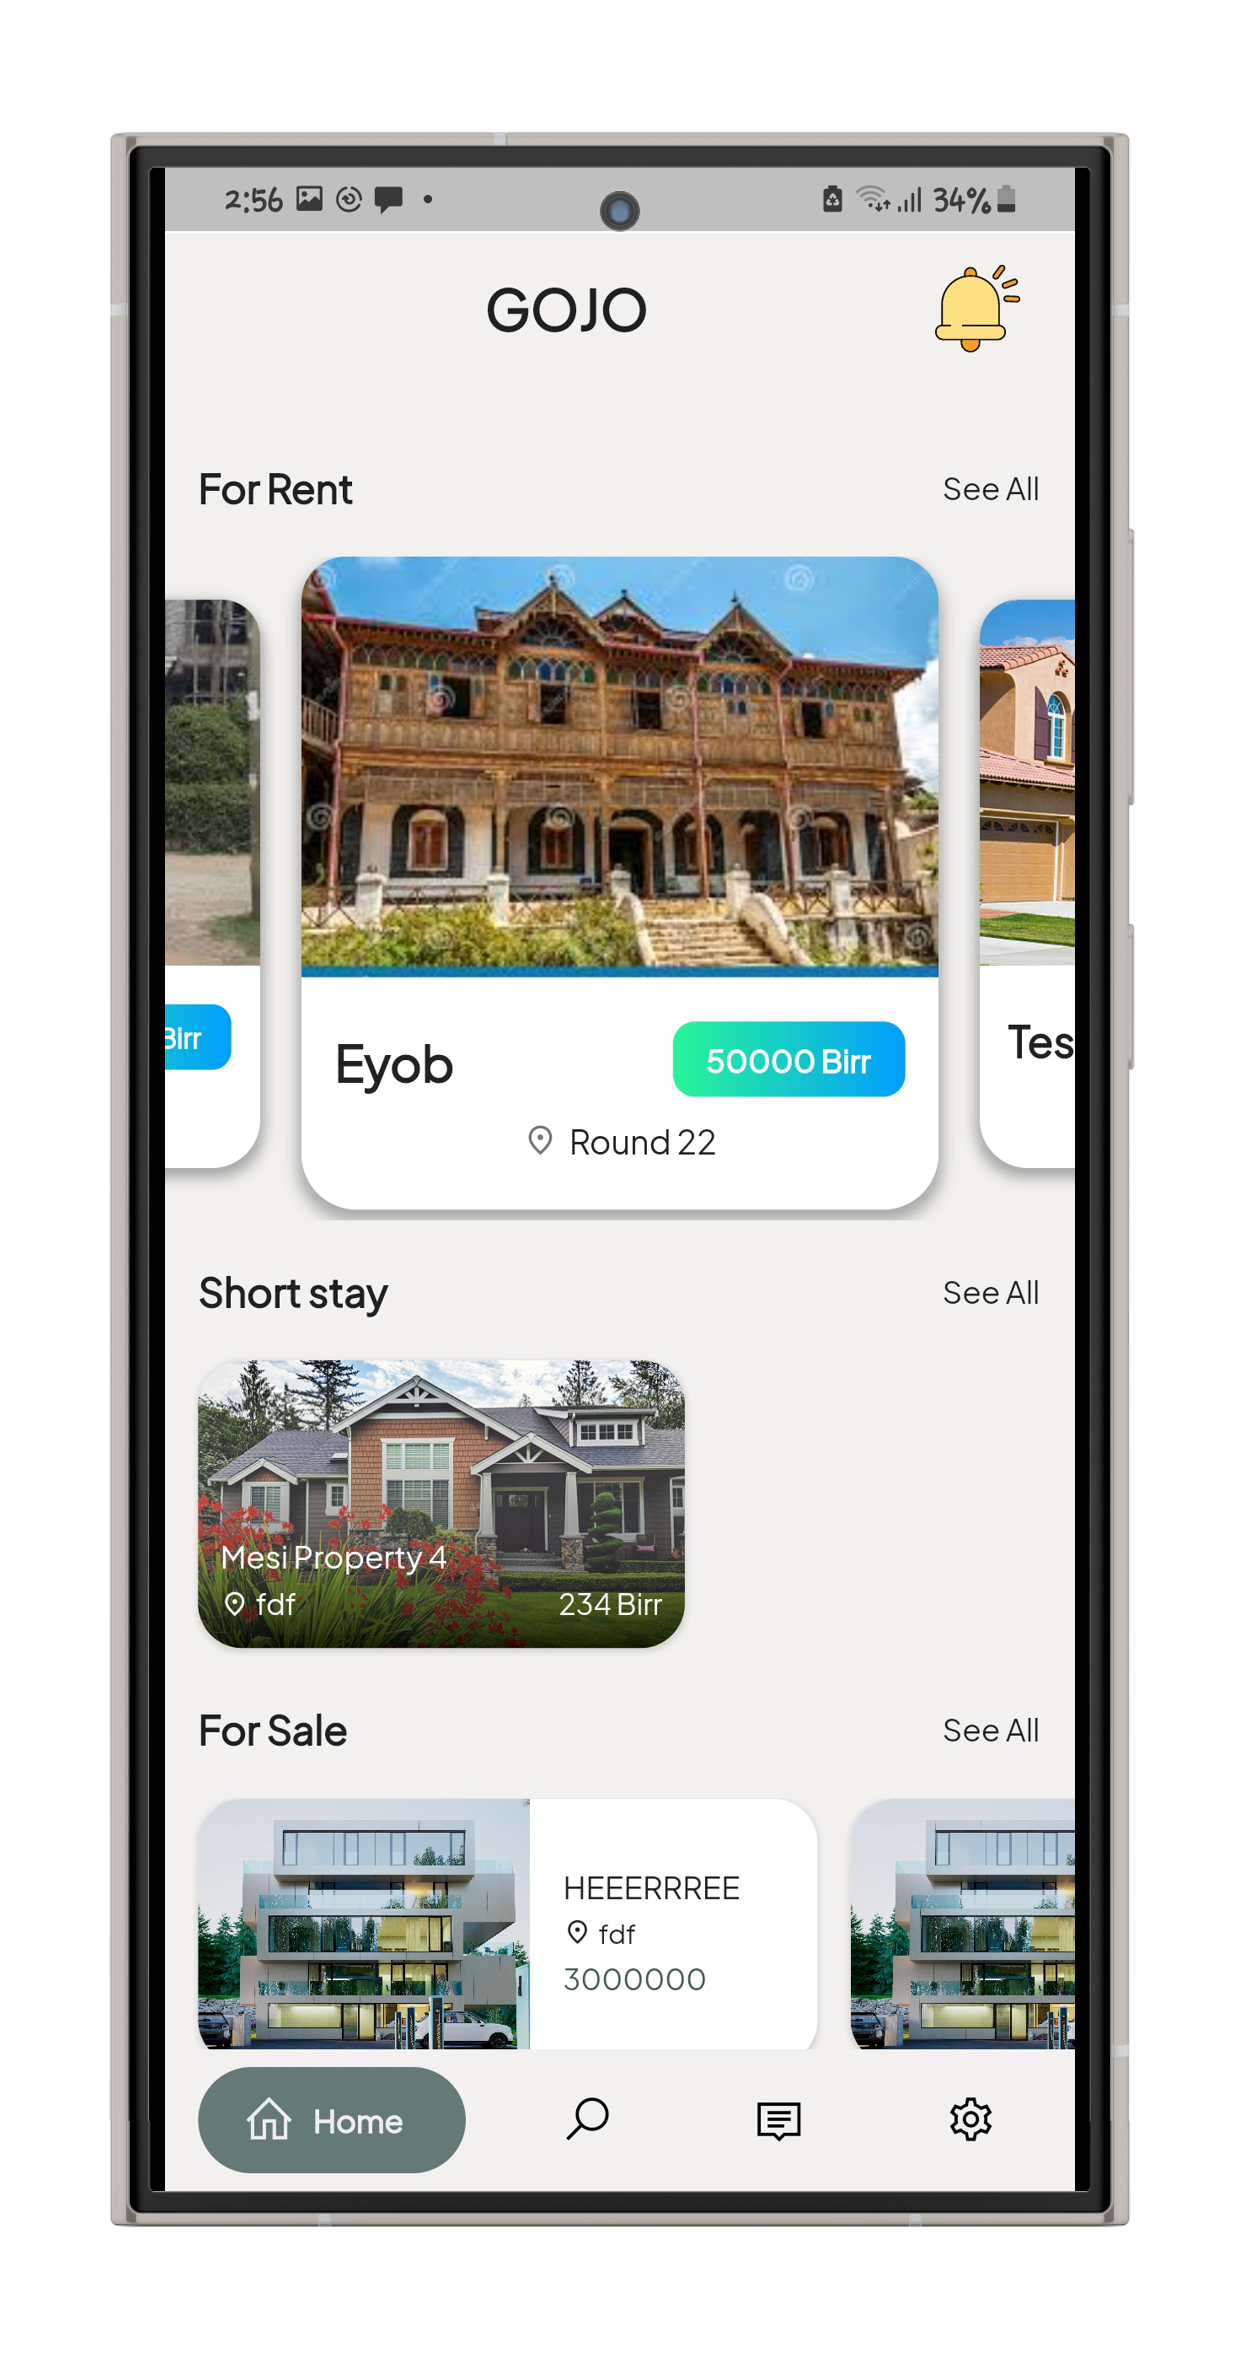 2:56
34%
GOJO
For Rent
See All
Birr
Eyob
50000 Birr
Round 22
Tes
Short stay
See All
Mesi Property 4
fdf
234 Birr
For Sale
See All
HEEERRREE
fdf
3000000
Home